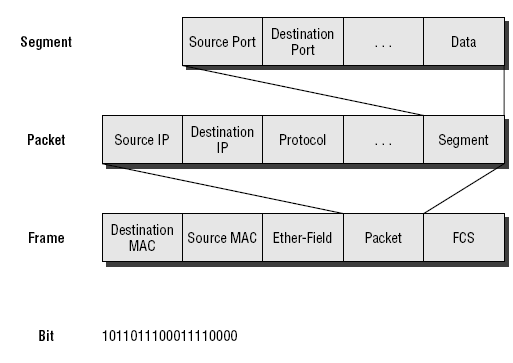 Segment Source Port Destination Port . . . Data
Packet Source IP Destination IP Protocol . . . Segment
Frame Destination MAC Source MAC Ether-Field Packet FCS
Bit 1011011100011110000